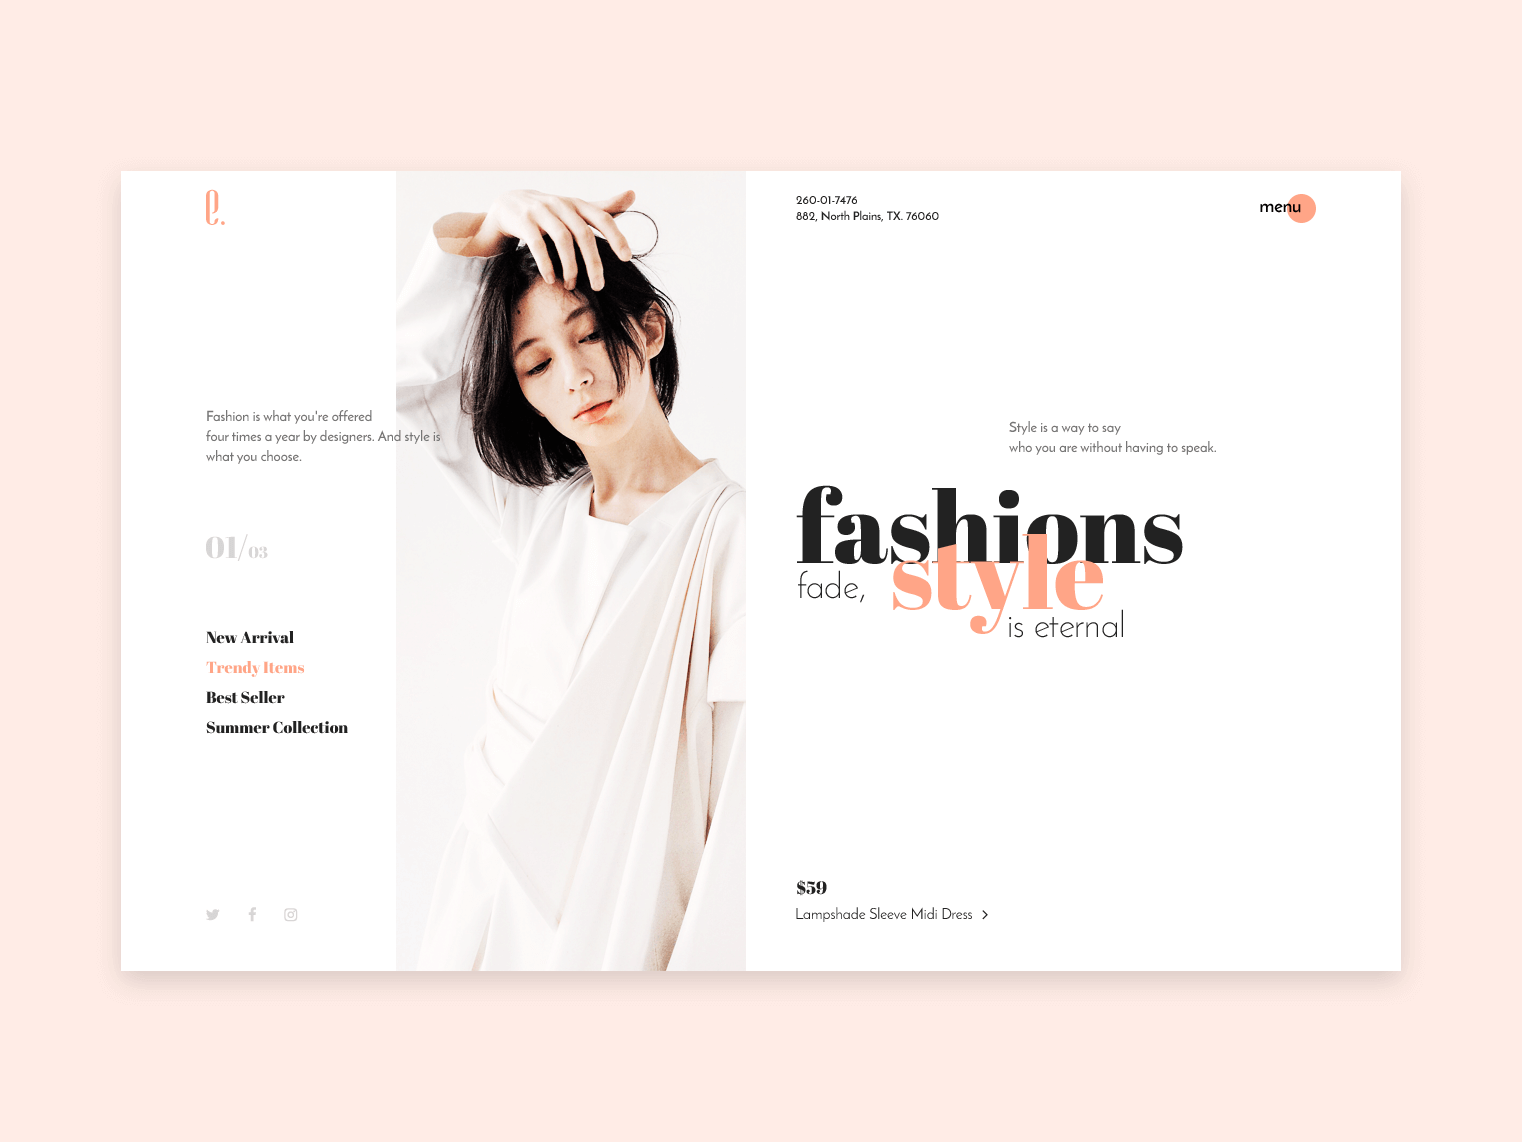 e.
260-01-7476
882, North Plains, TX. 76060
menu
Fashion is what you're offered
four times a year by designers. And style is
what you choose.
01/03
New Arrival
Trendy Items
Best Seller
Summer Collection
Style is a way to say
who you are without having to speak.
fashions
fade, style
is eternal
$59
Lampshade Sleeve Midi Dress >